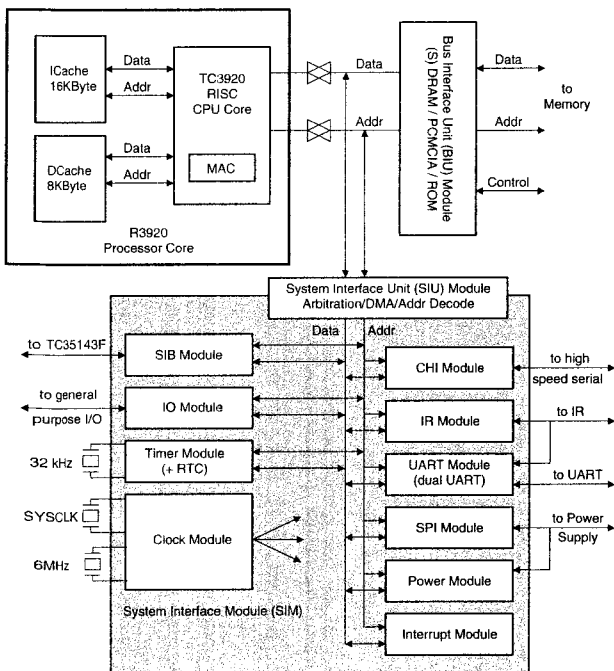 ICache
16KByte
Data
Addr
TC3920
RISC
CPU Core
MAC
DCache
8KByte
Data
Addr
R3920
Processor Core
Data
Addr
Bus Interface Unit (BIU) Module
(S) DRAM / PCMCIA / ROM
Data
Addr
Control
to
Memory
System Interface Unit (SIU) Module
Arbitration/DMA/Addr Decode
Data
Addr
to TC35143F
SIB Module
to general
purpose I/O
IO Module
32 kHz
Timer Module
(+ RTC)
SYSCLK
6MHz
Clock Module
System Interface Module (SIM)
CHI Module
to high
speed serial
IR Module
to IR
UART Module
(dual UART)
to UART
SPI Module
to Power
Supply
Power Module
Interrupt Module